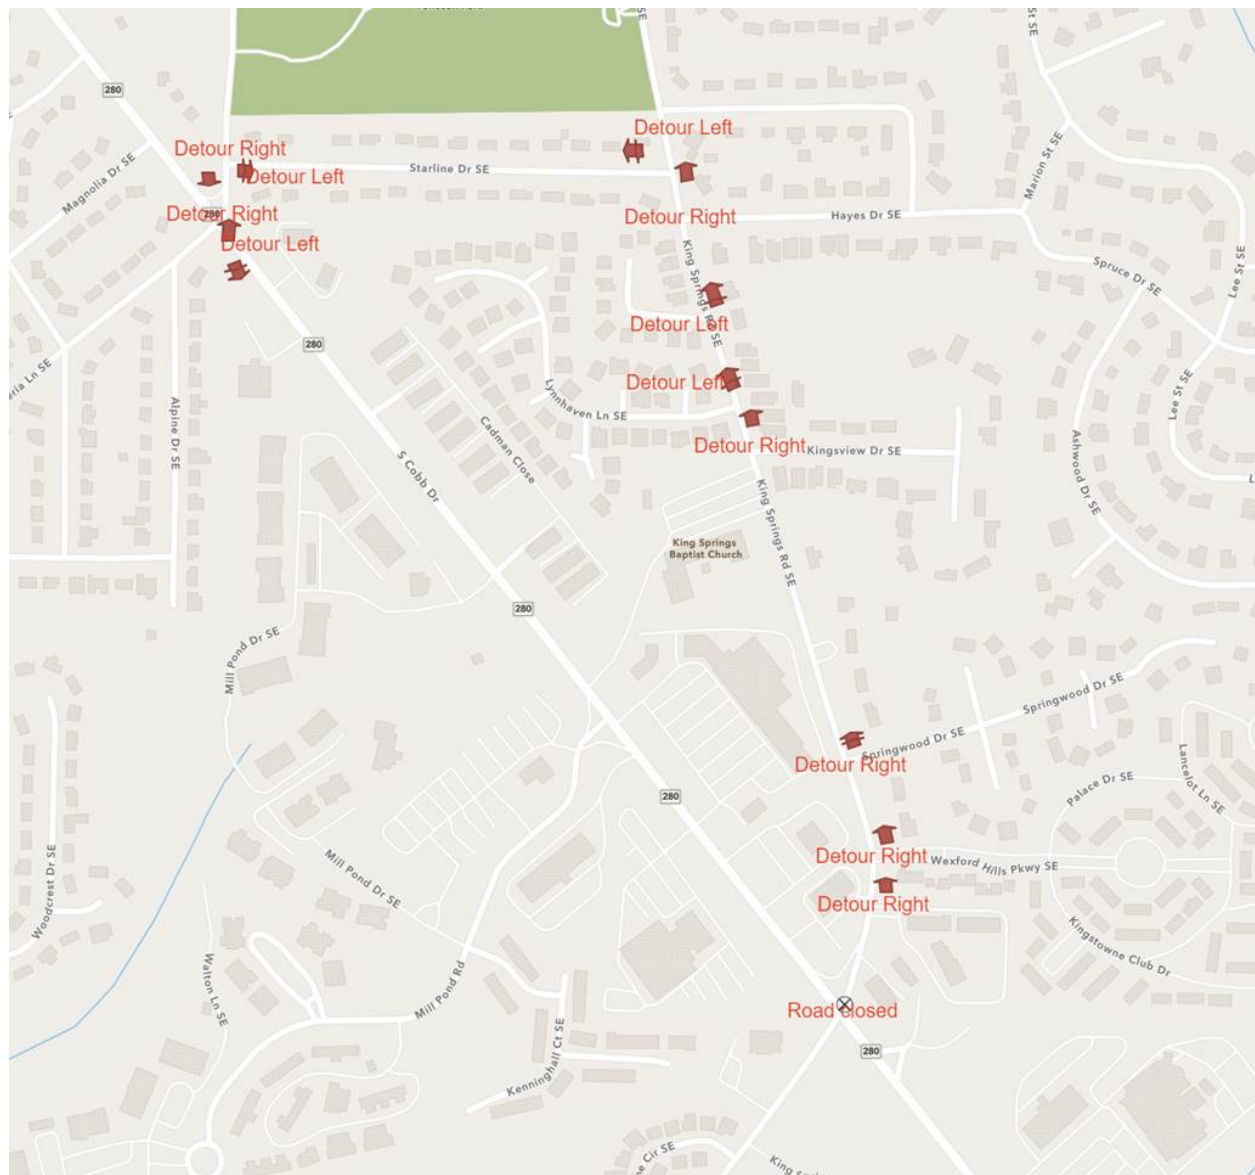 280
Detour Left
Detour Right
Magnolia Dr SE
Starline Dr SE
Detour Left
Marion St SE
Detour Right
280
Detour Right
Hayes Dr SE
Detour Left
King Springs Rd SE
Lee St SE
Spruce Dr SE
Detour Left
280
Detour Left
Lynnhaven Ln SE
Lee St SE
Alpine Dr SE
Cadman Close
Detour Right
Kingsview Dr SE
Ashwood Dr SE
S Cobb Dr
King Springs Rd SE
King Springs
Baptist Church
280
Mill Pond Dr SE
Springwood Dr SE
Springwood Dr SE
Detour Right
Lancelot Ln SE
280
Palace Dr SE
Detour Right
Wexford Hills Pkwy SE
Woodcrest Dr SE
Mill Pond Dr SE
Detour Right
Kingstowne Club Dr
Walton Ln SE
Mill Pond Rd
Road closed
280
Kenninghall Ct SE